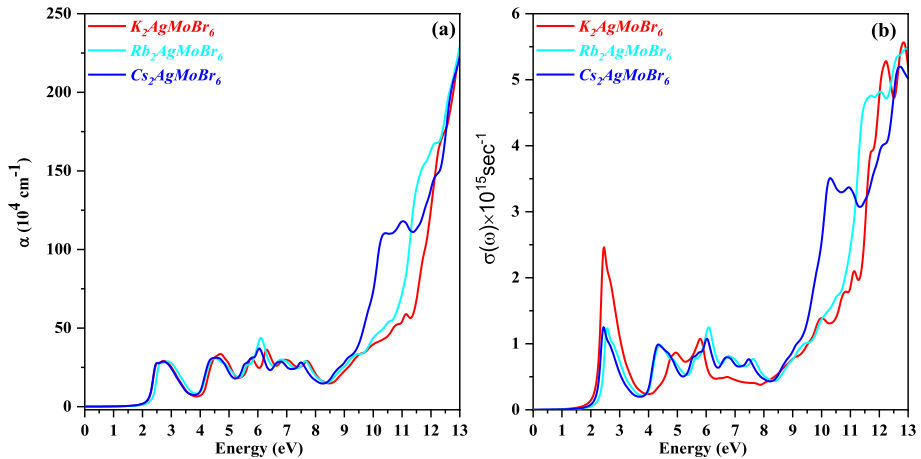 (a)
K₂AgMoBr₆
Rb₂AgMoBr₆
Cs₂AgMoBr₆
α (10⁴ cm⁻¹)
250
200
150
100
50
0
0 1 2 3 4 5 6 7 8 9 10 11 12 13
Energy (eV)
(b)
K₂AgMoBr₆
Rb₂AgMoBr₆
Cs₂AgMoBr₆
σ(ω)×10¹⁵sec⁻¹
6
5
4
3
2
1
0
0 1 2 3 4 5 6 7 8 9 10 11 12 13
Energy (eV)